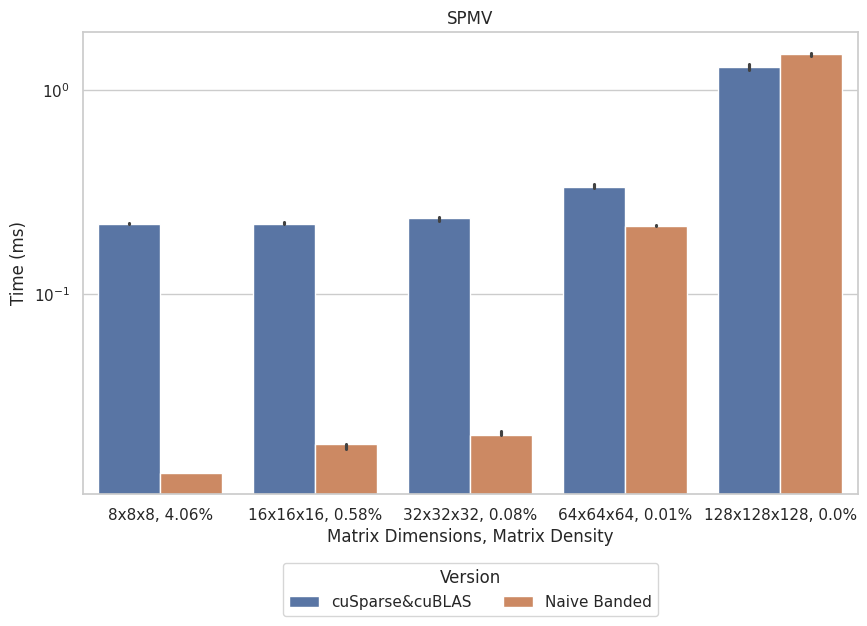 SPMV
Time (ms)
10⁰
10⁻¹
8x8x8, 4.06%
16x16x16, 0.58%
32x32x32, 0.08%
64x64x64, 0.01%
128x128x128, 0.0%
Matrix Dimensions, Matrix Density
Version
cuSparse&cuBLAS
Naive Banded